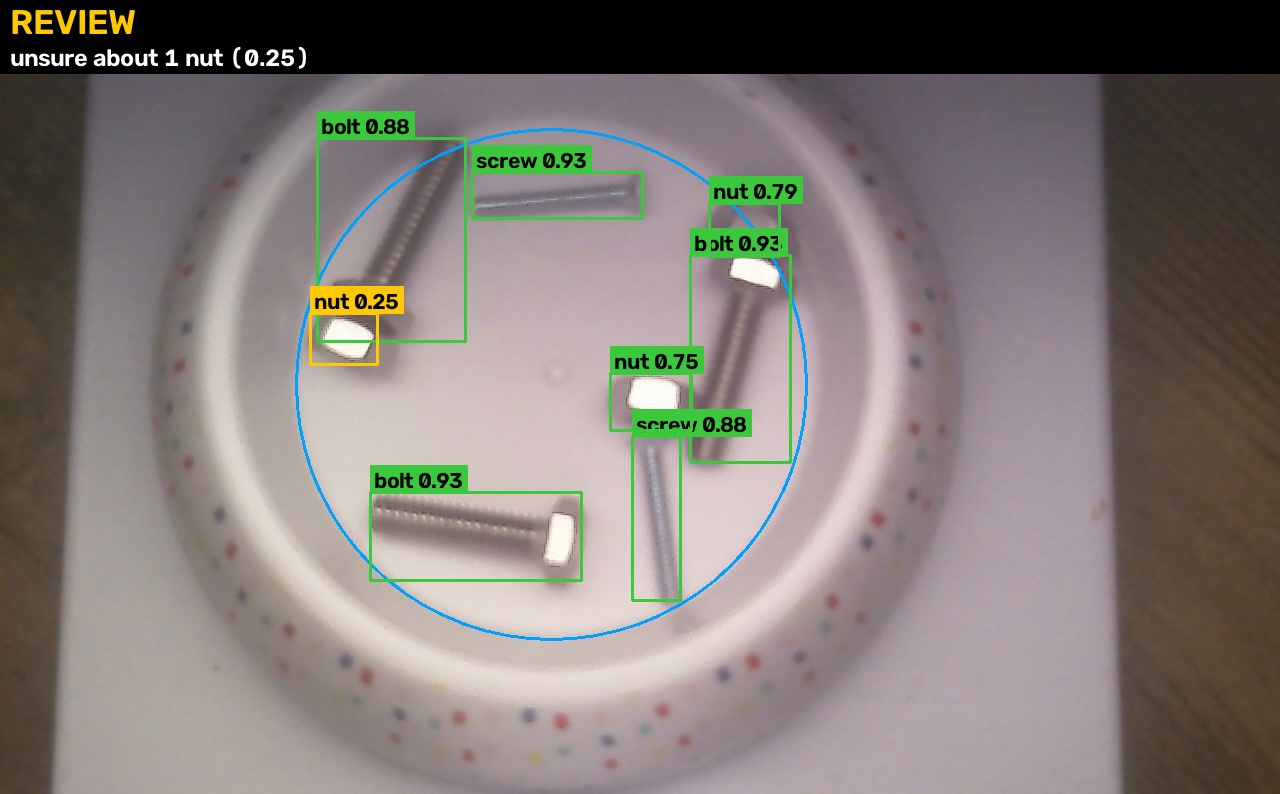 REVIEW
unsure about 1 nut (0.25)
bolt 0.88
screw 0.93
nut 0.79
bolt 0.93
nut 0.25
nut 0.75
screw 0.88
bolt 0.93